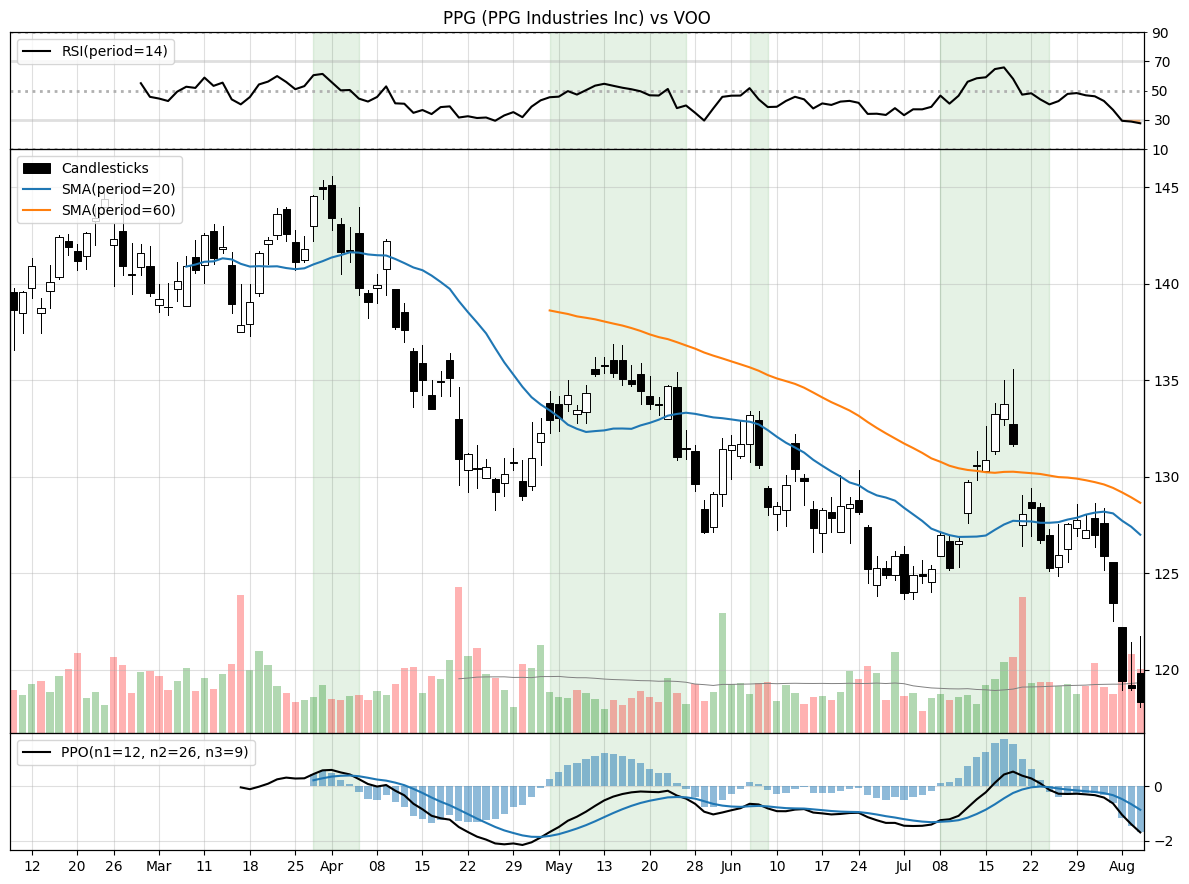 PPG (PPG Industries Inc) vs VOO
RSI(period=14)
90
70
50
30
10
Candlesticks
SMA(period=20)
SMA(period=60)
145
140
135
130
125
120
PPO(n1=12, n2=26, n3=9)
0
−2
12 20 26 Mar 11 18 25 Apr 08 15 22 29 May 13 20 28 Jun 10 17 24 Jul 08 15 22 29 Aug